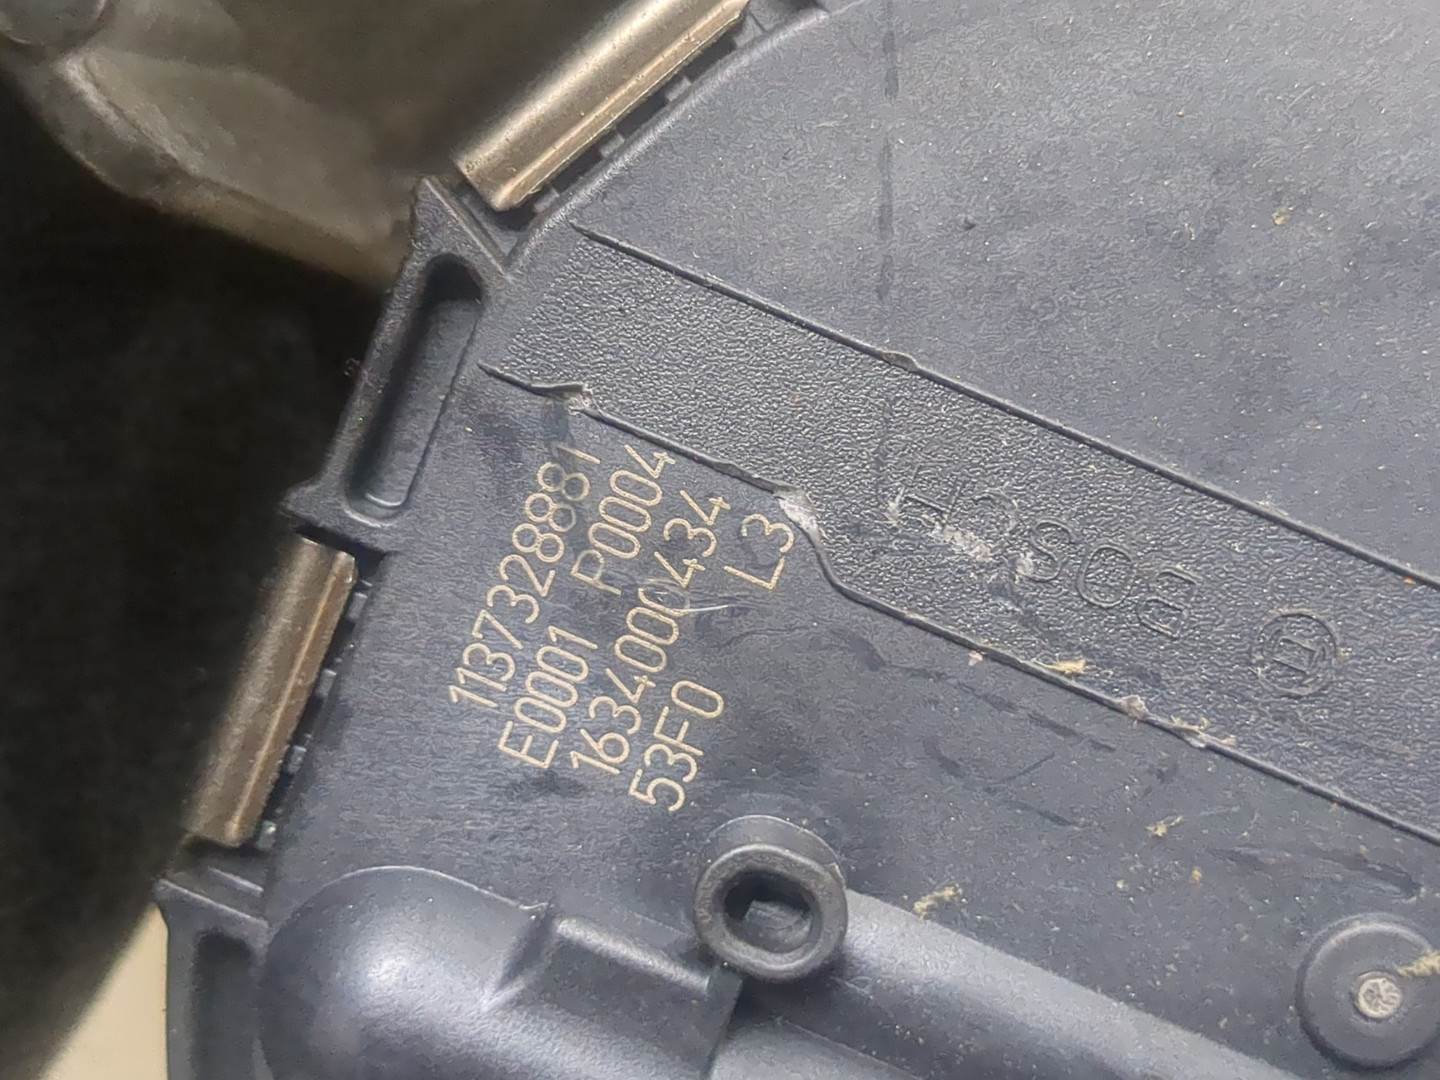 1137328881
E0001 P0004
1634000434
53F0 L3
BOSCH